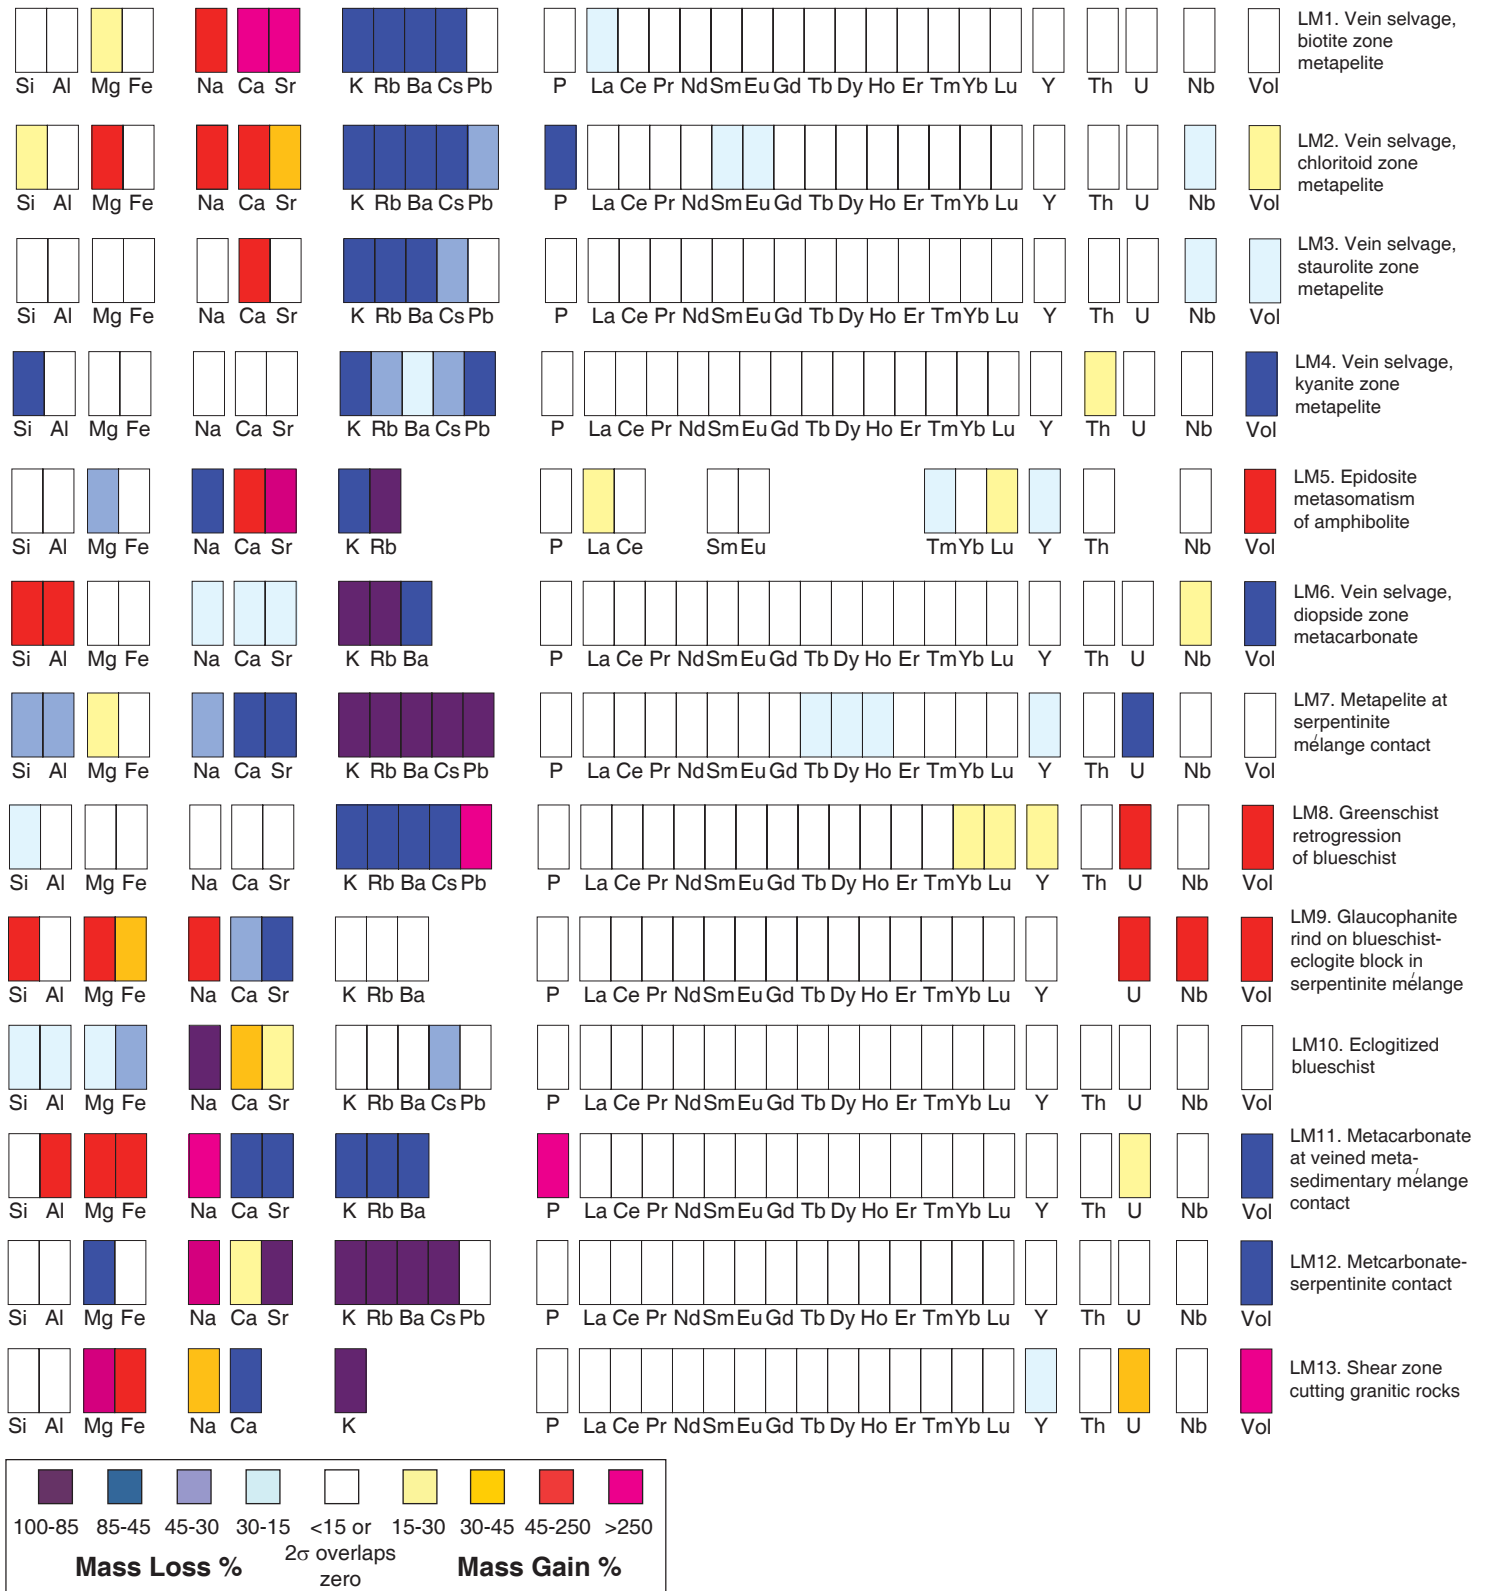 LM1. Vein selvage,
biotite zone
metapelite
Si Al Mg Fe Na Ca Sr K Rb Ba Cs Pb P La Ce Pr Nd Sm Eu Gd Tb Dy Ho Er Tm Yb Lu Y Th U Nb Vol
LM2. Vein selvage,
chloritoid zone
metapelite
Si Al Mg Fe Na Ca Sr K Rb Ba Cs Pb P La Ce Pr Nd Sm Eu Gd Tb Dy Ho Er Tm Yb Lu Y Th U Nb Vol
LM3. Vein selvage,
staurolite zone
metapelite
Si Al Mg Fe Na Ca Sr K Rb Ba Cs Pb P La Ce Pr Nd Sm Eu Gd Tb Dy Ho Er Tm Yb Lu Y Th U Nb Vol
LM4. Vein selvage,
kyanite zone
metapelite
Si Al Mg Fe Na Ca Sr K Rb Ba Cs Pb P La Ce Pr Nd Sm Eu Gd Tb Dy Ho Er Tm Yb Lu Y Th U Nb Vol
LM5. Epidosite
metasomatism
of amphibolite
Si Al Mg Fe Na Ca Sr K Rb P La Ce Sm Eu Tm Yb Lu Y Th Nb Vol
LM6. Vein selvage,
diopside zone
metacarbonate
Si Al Mg Fe Na Ca Sr K Rb Ba P La Ce Pr Nd Sm Eu Gd Tb Dy Ho Er Tm Yb Lu Y Th U Nb Vol
LM7. Metapelite at
serpentinite
mélange contact
Si Al Mg Fe Na Ca Sr K Rb Ba Cs Pb P La Ce Pr Nd Sm Eu Gd Tb Dy Ho Er Tm Yb Lu Y Th U Nb Vol
LM8. Greenschist
retrogression
of blueschist
Si Al Mg Fe Na Ca Sr K Rb Ba Cs Pb P La Ce Pr Nd Sm Eu Gd Tb Dy Ho Er Tm Yb Lu Y Th U Nb Vol
LM9. Glaucophanite
rind on blueschist-
eclogite block in
serpentinite mélange
Si Al Mg Fe Na Ca Sr K Rb Ba P La Ce Pr Nd Sm Eu Gd Tb Dy Ho Er Tm Yb Lu Y U Nb Vol
LM10. Eclogitized
blueschist
Si Al Mg Fe Na Ca Sr K Rb Ba Cs Pb P La Ce Pr Nd Sm Eu Gd Tb Dy Ho Er Tm Yb Lu Y Th U Nb Vol
LM11. Metacarbonate
at veined meta-
sedimentary mélange
contact
Si Al Mg Fe Na Ca Sr K Rb Ba P La Ce Pr Nd Sm Eu Gd Tb Dy Ho Er Tm Yb Lu Y Th U Nb Vol
LM12. Metcarbonate-
serpentinite contact
Si Al Mg Fe Na Ca Sr K Rb Ba Cs Pb P La Ce Pr Nd Sm Eu Gd Tb Dy Ho Er Tm Yb Lu Y Th U Nb Vol
LM13. Shear zone
cutting granitic rocks
Si Al Mg Fe Na Ca K P La Ce Pr Nd Sm Eu Gd Tb Dy Ho Er Tm Yb Lu Y Th U Nb Vol
100-85 85-45 45-30 30-15 <15 or 15-30 30-45 45-250 >250
2σ overlaps
zero
Mass Loss % Mass Gain %